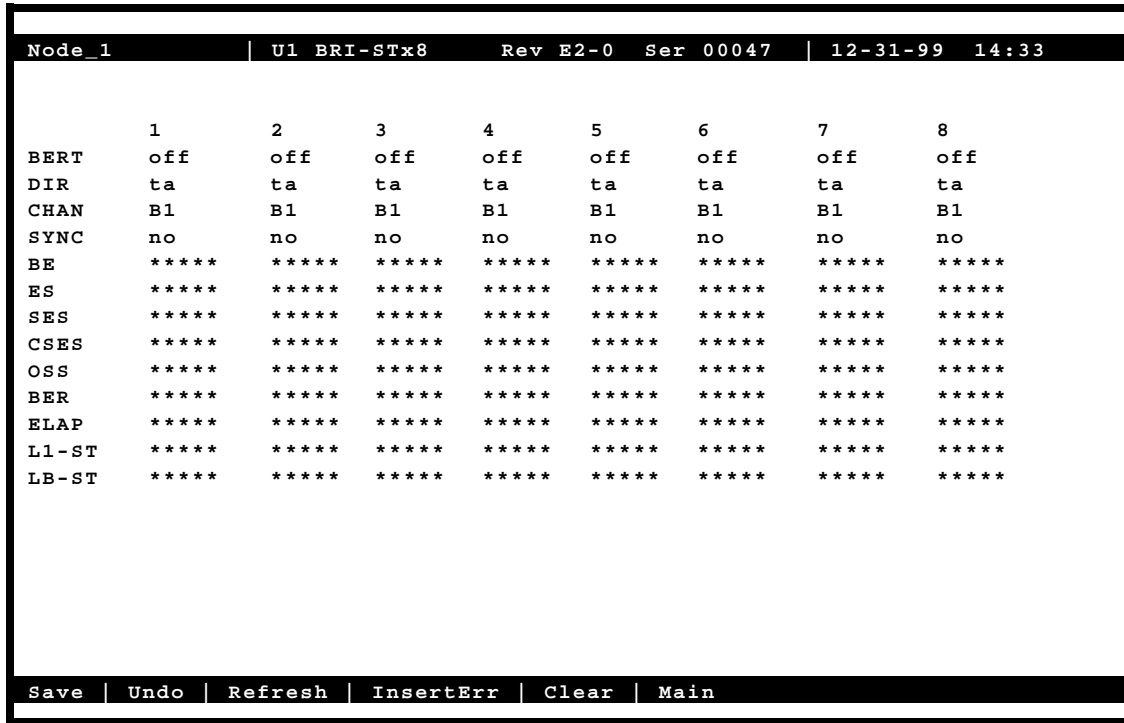 Node_1 | U1 BRI-STx8 Rev E2-0 Ser 00047 | 12-31-99 14:33
1 2 3 4 5 6 7 8
BERT off off off off off off off off
DIR ta ta ta ta ta ta ta ta
CHAN B1 B1 B1 B1 B1 B1 B1 B1
SYNC no no no no no no no no
BE ***** ***** ***** ***** ***** ***** ***** *****
ES ***** ***** ***** ***** ***** ***** ***** *****
SES ***** ***** ***** ***** ***** ***** ***** *****
CSES ***** ***** ***** ***** ***** ***** ***** *****
OSS ***** ***** ***** ***** ***** ***** ***** *****
BER ***** ***** ***** ***** ***** ***** ***** *****
ELAP ***** ***** ***** ***** ***** ***** ***** *****
L1-ST ***** ***** ***** ***** ***** ***** ***** *****
LB-ST ***** ***** ***** ***** ***** ***** ***** *****
Save | Undo | Refresh | InsertErr | Clear | Main